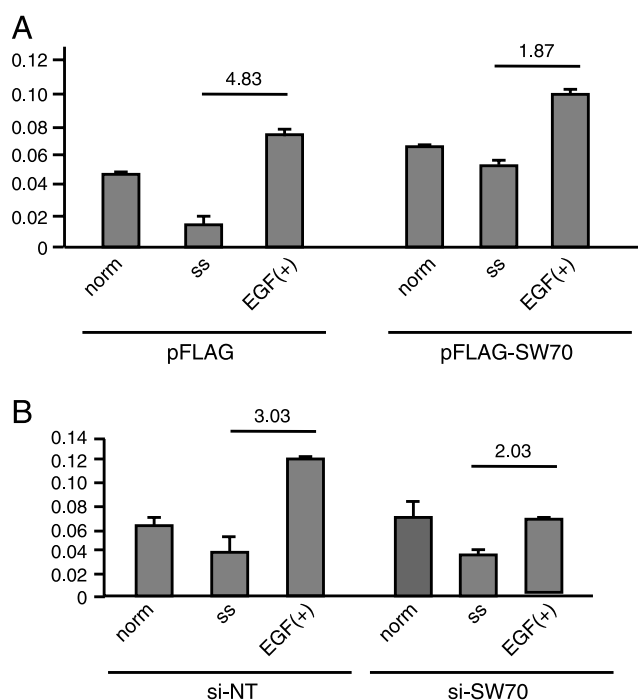 A
4.83
1.87
0.12
0.10
0.08
0.06
0.04
0.02
0
norm
ss
EGF(+)
norm
ss
EGF(+)
pFLAG
pFLAG-SW70
B
3.03
2.03
0.14
0.12
0.08
0.06
0.04
0.02
0
norm
ss
EGF(+)
norm
ss
EGF(+)
si-NT
si-SW70